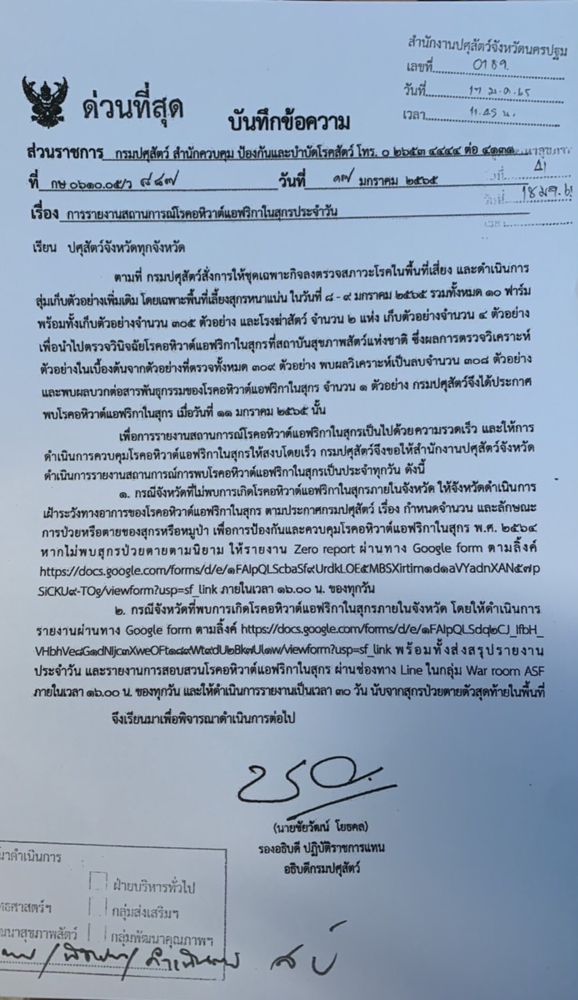 สำนักงานปศุสัตว์จังหวัดนครปฐม
เลขที่ 0189
วันที่ 17 ม.ค.65
เวลา 11.45 น.
ด่วนที่สุด
บันทึกข้อความ
ส่วนราชการ กรมปศุสัตว์ สำนักควบคุม ป้องกันและบำบัดโรคสัตว์ โทร. ๐ ๒๖๕๓ ๔๔๔๔ ต่อ ๔๑๓๑
ที่ กษ ๐๖๑๐.๐๕/ว ๘๘๗ วันที่ ๑๗ มกราคม ๒๕๖๕
เรื่อง การรายงานสถานการณ์โรคอหิวาต์แอฟริกาในสุกรประจำวัน
เรียน ปศุสัตว์จังหวัดทุกจังหวัด
ตามที่ กรมปศุสัตว์สั่งการให้ชุดเฉพาะกิจลงตรวจสภาวะโรคในพื้นที่เสี่ยง และดำเนินการ
สุ่มเก็บตัวอย่างเพิ่มเติม โดยเฉพาะพื้นที่เลี้ยงสุกรหนาแน่น ในวันที่ ๘ - ๙ มกราคม ๒๕๖๕ รวมทั้งหมด ๑๐ ฟาร์ม
พร้อมทั้งเก็บตัวอย่างจำนวน ๓๐๕ ตัวอย่าง และโรงฆ่าสัตว์ จำนวน ๒ แห่ง เก็บตัวอย่างจำนวน ๔ ตัวอย่าง
เพื่อนำไปตรวจวินิจฉัยโรคอหิวาต์แอฟริกาในสุกรที่สถาบันสุขภาพสัตว์แห่งชาติ ซึ่งผลการตรวจวิเคราะห์
ตัวอย่างในเบื้องต้นจากตัวอย่างที่ตรวจทั้งหมด ๓๐๙ ตัวอย่าง พบผลวิเคราะห์เป็นลบจำนวน ๓๐๘ ตัวอย่าง
และพบผลบวกต่อสารพันธุกรรมของโรคอหิวาต์แอฟริกาในสุกร จำนวน ๑ ตัวอย่าง กรมปศุสัตว์จึงได้ประกาศ
พบโรคอหิวาต์แอฟริกาในสุกร เมื่อวันที่ ๑๑ มกราคม ๒๕๖๕ นั้น
เพื่อการรายงานสถานการณ์โรคอหิวาต์แอฟริกาในสุกรเป็นไปด้วยความรวดเร็ว และให้การ
ดำเนินการควบคุมโรคอหิวาต์แอฟริกาในสุกรให้สงบโดยเร็ว กรมปศุสัตว์จึงขอให้สำนักงานปศุสัตว์จังหวัด
ดำเนินการรายงานสถานการณ์การพบโรคอหิวาต์แอฟริกาในสุกรเป็นประจำทุกวัน ดังนี้
๑. กรณีจังหวัดที่ไม่พบการเกิดโรคอหิวาต์แอฟริกาในสุกรภายในจังหวัด ให้จังหวัดดำเนินการ
เฝ้าระวังทางอาการของโรคอหิวาต์แอฟริกาในสุกร ตามประกาศกรมปศุสัตว์ เรื่อง กำหนดจำนวน และลักษณะ
การป่วยหรือตายของสุกรหรือหมูป่า เพื่อการป้องกันและควบคุมโรคอหิวาต์แอฟริกาในสุกร พ.ศ. ๒๕๖๔
หากไม่พบสุกรป่วยตายตามนิยาม ให้รายงาน Zero report ผ่านทาง Google form ตามลิ้งค์
https://docs.google.com/forms/d/e/๑FAIpQLScbaSf๙UrdkLOE๕MBSXirtim๑d๑aVYadnXAN๕๗p
SiCKU๙-TOg/viewform?usp=sf_link ภายในเวลา ๑๖.๐๐ น. ของทุกวัน
๒. กรณีจังหวัดที่พบการเกิดโรคอหิวาต์แอฟริกาในสุกรภายในจังหวัด โดยให้ดำเนินการ
รายงานผ่านทาง Google form ตามลิ้งค์ https://docs.google.com/forms/d/e/๑FAIpQLSdq๒CJ_IfbH_
VHbhVe๘G๑dNIjc๓XweOFt๑๘๙Wt๙dU๒Bk๗Ul๑w/viewform?usp=sf_link พร้อมทั้งส่งสรุปรายงาน
ประจำวัน และรายงานการสอบสวนโรคอหิวาต์แอฟริกาในสุกร ผ่านช่องทาง Line ในกลุ่ม War room ASF
ภายในเวลา ๑๖.๐๐ น. ของทุกวัน และให้ดำเนินการรายงานเป็นเวลา ๓๐ วัน นับจากสุกรป่วยตายตัวสุดท้ายในพื้นที่
จึงเรียนมาเพื่อพิจารณาดำเนินการต่อไป
(นายชัยวัฒน์ โยธคล)
รองอธิบดี ปฏิบัติราชการแทน
อธิบดีกรมปศุสัตว์
ดำเนินการ
ฝ่ายบริหารทั่วไป
กลุ่มส่งเสริมฯ
สุขภาพสัตว์ กลุ่มพัฒนาคุณภาพฯ